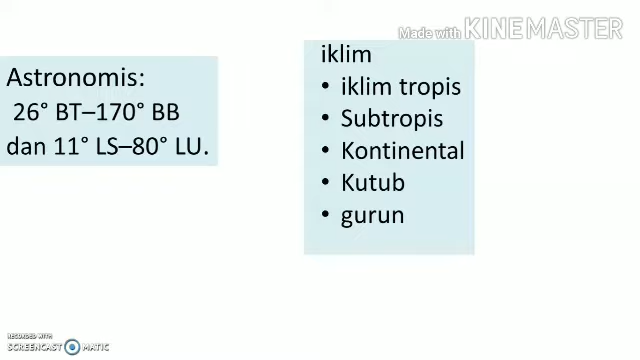 Made with KINEMASTER
Astronomis:
26° BT–170° BB
dan 11° LS–80° LU.
iklim
• iklim tropis
• Subtropis
• Kontinental
• Kutub
• gurun
RECORDED WITH
SCREENCAST MATIC